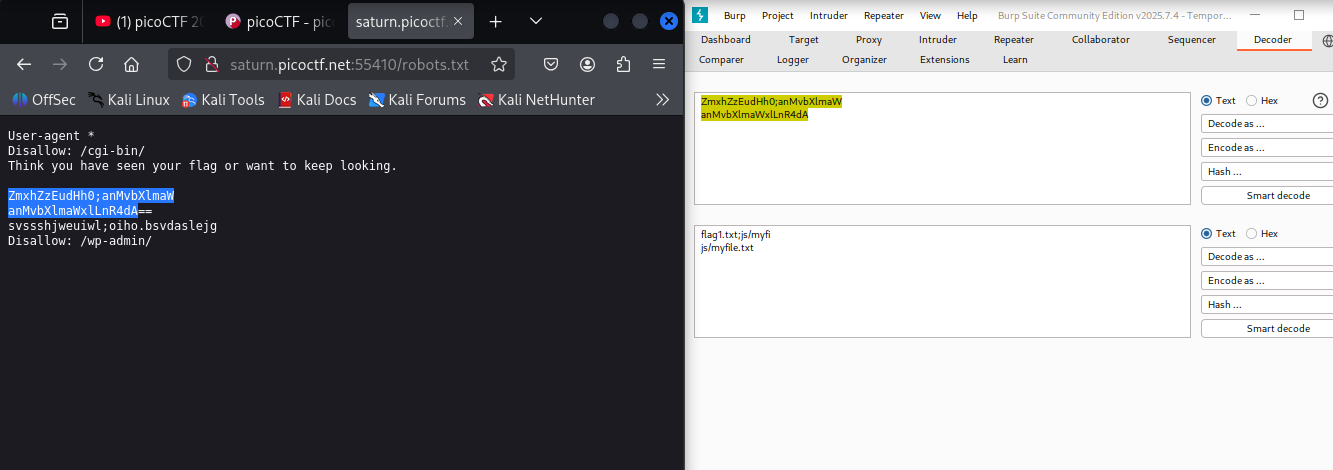 (1) picoCTF 20
picoCTF - pic
saturn.picoctf.
Burp Project Intruder Repeater View Help Burp Suite Community Edition v2025.7.4 - Tempor...
Dashboard Target Proxy Intruder Repeater Collaborator Sequencer Decoder
Comparer Logger Organizer Extensions Learn
saturn.picoctf.net:55410/robots.txt
OffSec Kali Linux Kali Tools Kali Docs Kali Forums Kali NetHunter
User-agent *
Disallow: /cgi-bin/
Think you have seen your flag or want to keep looking.
ZmxhZzEudHh0;anMvbXlmaW
anMvbXlmaWxlLnR4dA==
svssshjweuiwl;oiho.bsvdaslejg
Disallow: /wp-admin/
ZmxhZzEudHh0;anMvbXlmaW
anMvbXlmaWxlLnR4dA
Text Hex ?
Decode as ...
Encode as ...
Hash ...
Smart decode
flag1.txt;js/myfi
js/myfile.txt
Text Hex
Decode as ...
Encode as ...
Hash ...
Smart decode